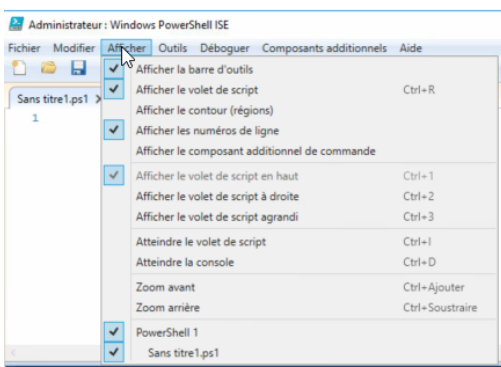 Administrateur : Windows PowerShell ISE
Fichier Modifier Afficher Outils Déboguer Composants additionnels Aide
Afficher la barre d'outils
Sans titre1.ps1 X
Afficher le volet de script Ctrl+R
1
Afficher le contour (régions)
Afficher les numéros de ligne
Afficher le composant additionnel de commande
Afficher le volet de script en haut Ctrl+1
Afficher le volet de script à droite Ctrl+2
Afficher le volet de script agrandi Ctrl+3
Atteindre le volet de script Ctrl+I
Atteindre la console Ctrl+D
Zoom avant Ctrl+Ajouter
Zoom arrière Ctrl+Soustraire
PowerShell 1
Sans titre1.ps1